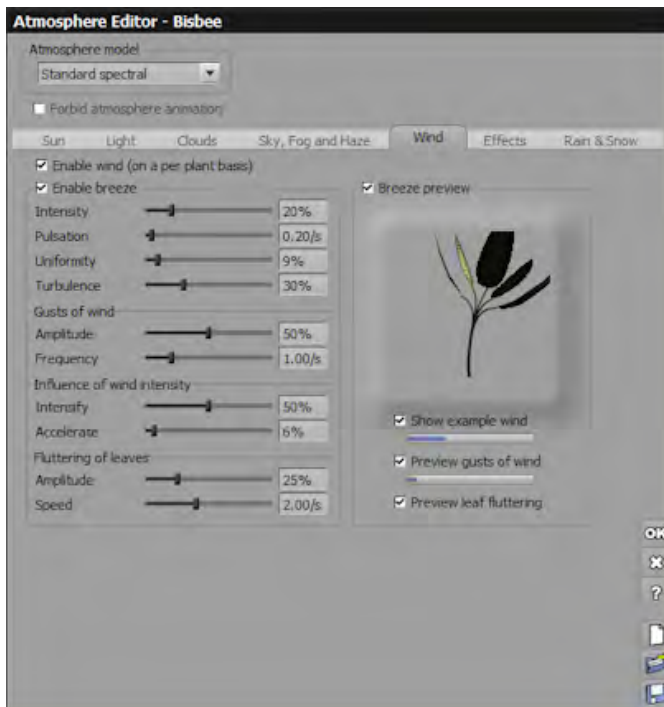 Atmosphere Editor - Bisbee
Atmosphere model
Standard spectral
Forbid atmosphere animation
Sun Light Clouds Sky, Fog and Haze Wind Effects Rain & Snow
Enable wind (on a per plant basis)
Enable breeze
Intensity 20%
Pulsation 0.20/s
Uniformity 9%
Turbulence 30%
Gusts of wind
Amplitude 50%
Frequency 1.00/s
Influence of wind intensity
Intensify 50%
Accelerate 6%
Fluttering of leaves
Amplitude 25%
Speed 2.00/s
Breeze preview
Show example wind
Preview gusts of wind
Preview leaf fluttering
OK
?